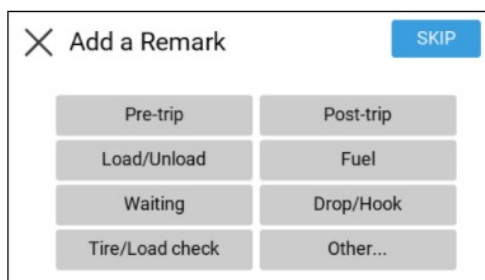 Add a Remark SKIP
Pre-trip Post-trip
Load/Unload Fuel
Waiting Drop/Hook
Tire/Load check Other...